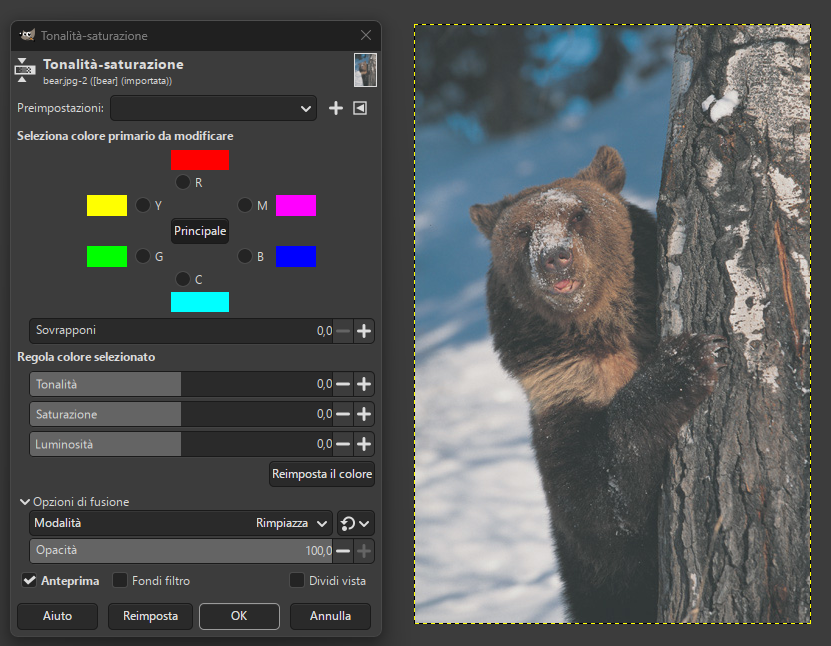 Tonalità-saturazione
Tonalità-saturazione
bear.jpg-2 ([bear] (importata))
Preimpostazioni:
Seleziona colore primario da modificare
R
Y
M
Principale
G
B
C
Sovrapponi 0,0
Regola colore selezionato
Tonalità 0,0
Saturazione 0,0
Luminosità 0,0
Reimposta il colore
Opzioni di fusione
Modalità Rimpiazza
Opacità 100,0
Anteprima Fondi filtro Dividi vista
Aiuto Reimposta OK Annulla